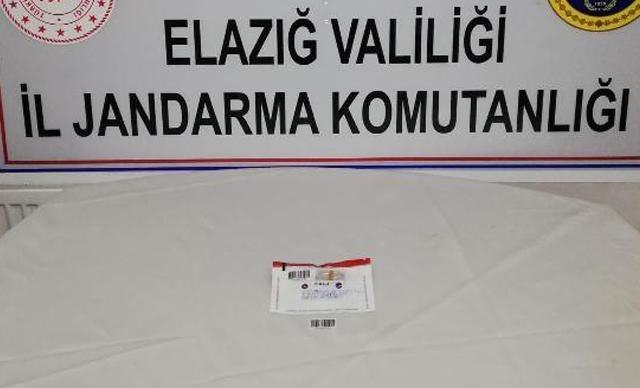 ELAZIĞ VALİLİĞİ
İL JANDARMA KOMUTANLIĞI